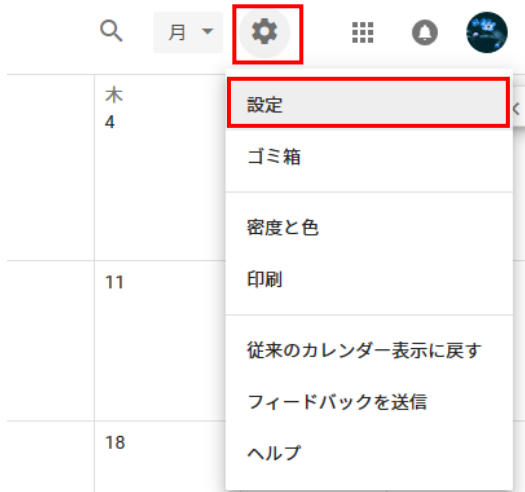 月
木
4
設定
ゴミ箱
密度と色
11
印刷
従来のカレンダー表示に戻す
フィードバックを送信
18
ヘルプ